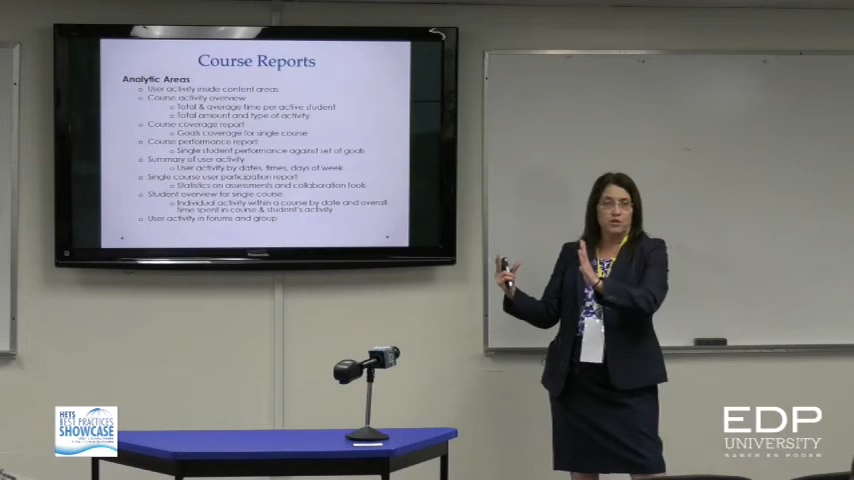 Course Reports
Analytic Areas
o User activity inside content areas
o Course activity overview
o Total & average time per active student
o Total amount and type of activity
o Course coverage report
o Goals coverage for single course
o Course performance report
o Single student performance against set of goals
o Summary of user activity
o User activity by dates, times, days of week
o Single course user participation report
o Statistics on assessments and collaboration tools
o Student overview for single course
o Individual activity within a course by date and overall
time spent in course & student's activity
o User activity in forums and group
Panasonic
HETS
BEST PRACTICES
SHOWCASE
EDP
UNIVERSITY
SABER ES PODER